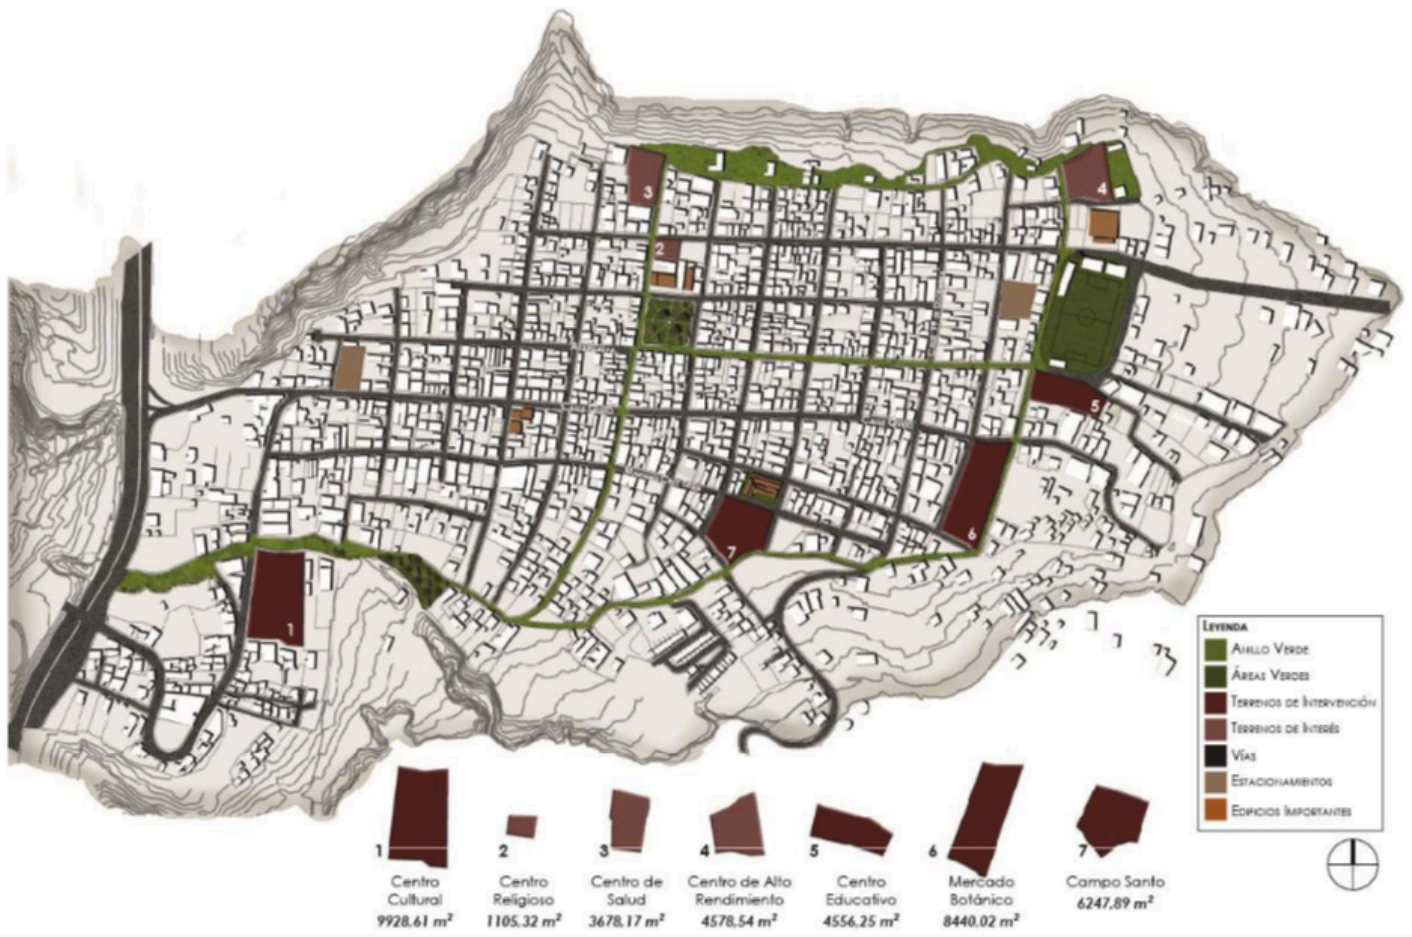 3
4
2
5
6
7
1
LEYENDA
ANILLO VERDE
ÁREAS VERDES
TERRENOS DE INTERVENCIÓN
TERRENOS DE INTERÉS
VÍAS
ESTACIONAMIENTOS
EDIFICIOS IMPORTANTES
1
Centro
Cultural
9928,61 m²
2
Centro
Religioso
1105,32 m²
3
Centro de
Salud
3678,17 m²
4
Centro de Alto
Rendimiento
4578,54 m²
5
Centro
Educativo
4556,25 m²
6
Mercado
Botánico
8440,02 m²
7
Campo Santo
6247,89 m²